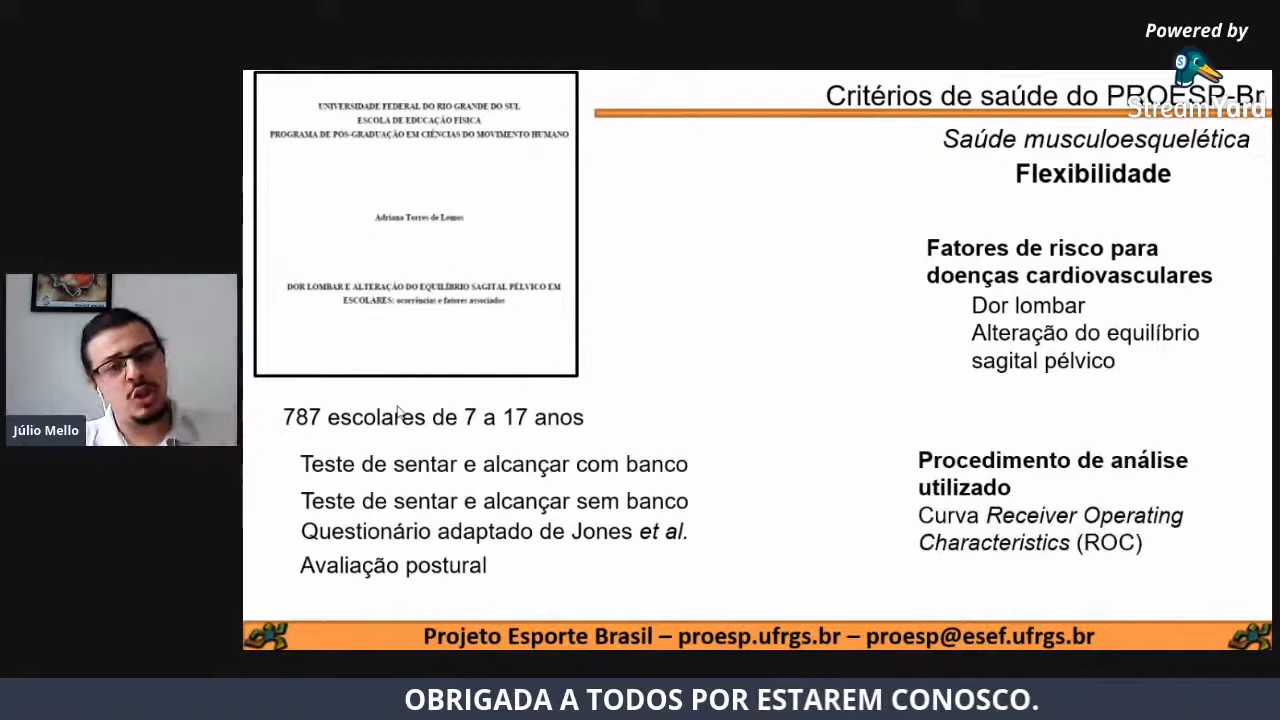 Powered by
StreamYard
Critérios de saúde do PROESP-Br
Saúde musculoesquelética
Flexibilidade
UNIVERSIDADE FEDERAL DO RIO GRANDE DO SUL
ESCOLA DE EDUCAÇÃO FÍSICA
PROGRAMA DE PÓS-GRADUAÇÃO EM CIÊNCIAS DO MOVIMENTO HUMANO
Adriana Torres de Lemos
DOR LOMBAR E ALTERAÇÃO DO EQUILÍBRIO SAGITAL PÉLVICO EM
ESCOLARES: ocorrências e fatores associados
Fatores de risco para
doenças cardiovasculares
Dor lombar
Alteração do equilíbrio
sagital pélvico
787 escolares de 7 a 17 anos
Teste de sentar e alcançar com banco
Teste de sentar e alcançar sem banco
Questionário adaptado de Jones et al.
Avaliação postural
Procedimento de análise
utilizado
Curva Receiver Operating
Characteristics (ROC)
Júlio Mello
Projeto Esporte Brasil – proesp.ufrgs.br – proesp@esef.ufrgs.br
OBRIGADA A TODOS POR ESTAREM CONOSCO.